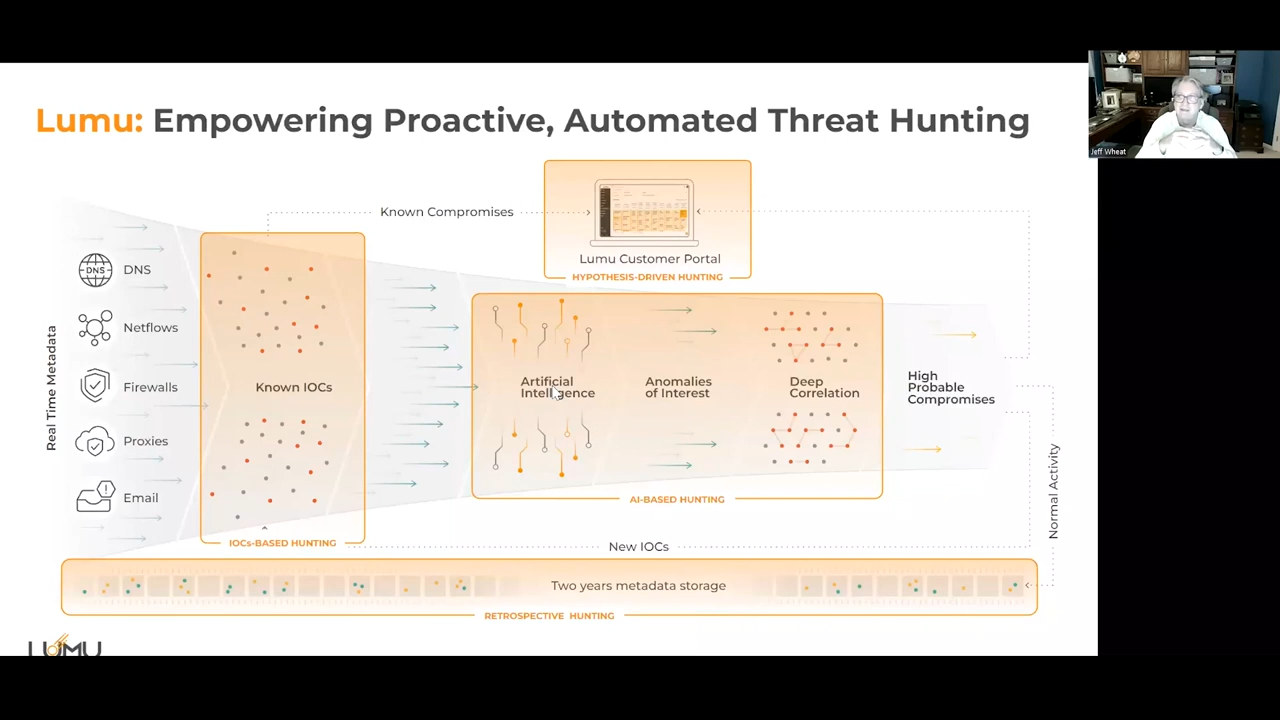 Lumu: Empowering Proactive, Automated Threat Hunting
Jeff Wheat
Known Compromises
Lumu Customer Portal
HYPOTHESIS-DRIVEN HUNTING
Real Time Metadata
DNS
DNS
Netflows
Firewalls
Proxies
Email
Known IOCs
IOCs-BASED HUNTING
Artificial
Intelligence
Anomalies
of Interest
Deep
Correlation
AI-BASED HUNTING
High
Probable
Compromises
Normal Activity
New IOCs
Two years metadata storage
RETROSPECTIVE HUNTING
LUMU